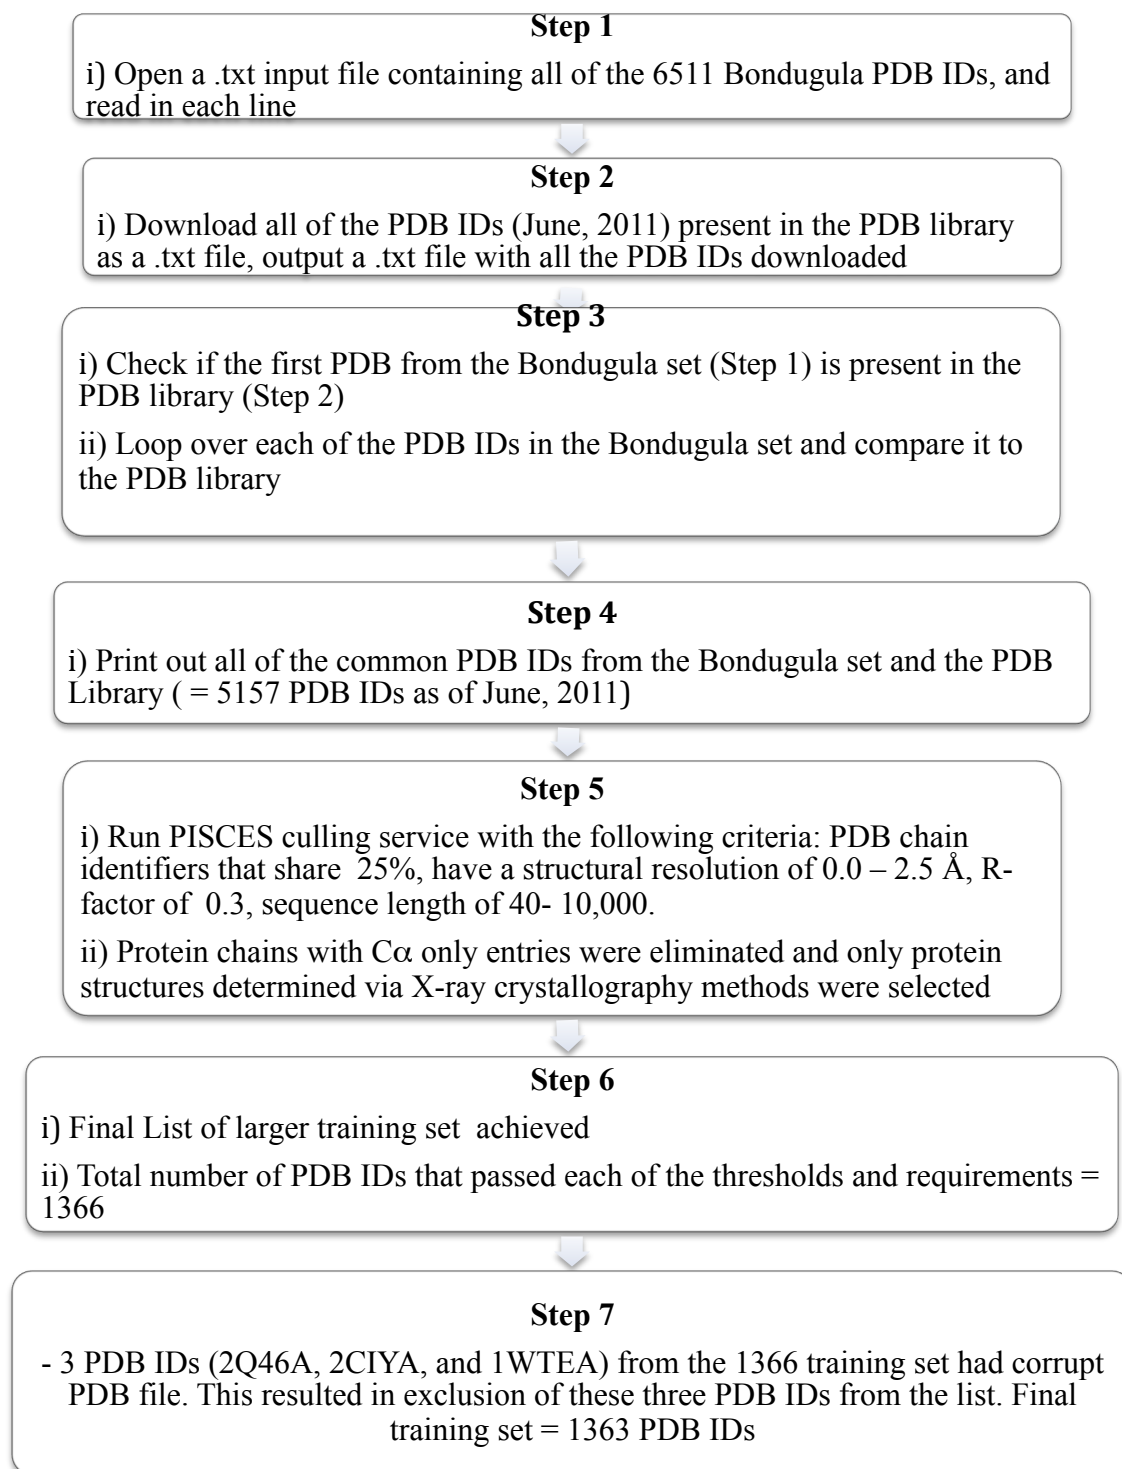 Step 1
i) Open a .txt input file containing all of the 6511 Bondugula PDB IDs, and
read in each line
Step 2
i) Download all of the PDB IDs (June, 2011) present in the PDB library
as a .txt file, output a .txt file with all the PDB IDs downloaded
Step 3
i) Check if the first PDB from the Bondugula set (Step 1) is present in the
PDB library (Step 2)
ii) Loop over each of the PDB IDs in the Bondugula set and compare it to
the PDB library
Step 4
i) Print out all of the common PDB IDs from the Bondugula set and the PDB
Library ( = 5157 PDB IDs as of June, 2011)
Step 5
i) Run PISCES culling service with the following criteria: PDB chain
identifiers that share 25%, have a structural resolution of 0.0 – 2.5 Å, R-
factor of 0.3, sequence length of 40- 10,000.
ii) Protein chains with Cα only entries were eliminated and only protein
structures determined via X-ray crystallography methods were selected
Step 6
i) Final List of larger training set achieved
ii) Total number of PDB IDs that passed each of the thresholds and requirements =
1366
Step 7
- 3 PDB IDs (2Q46A, 2CIYA, and 1WTEA) from the 1366 training set had corrupt
PDB file. This resulted in exclusion of these three PDB IDs from the list. Final
training set = 1363 PDB IDs